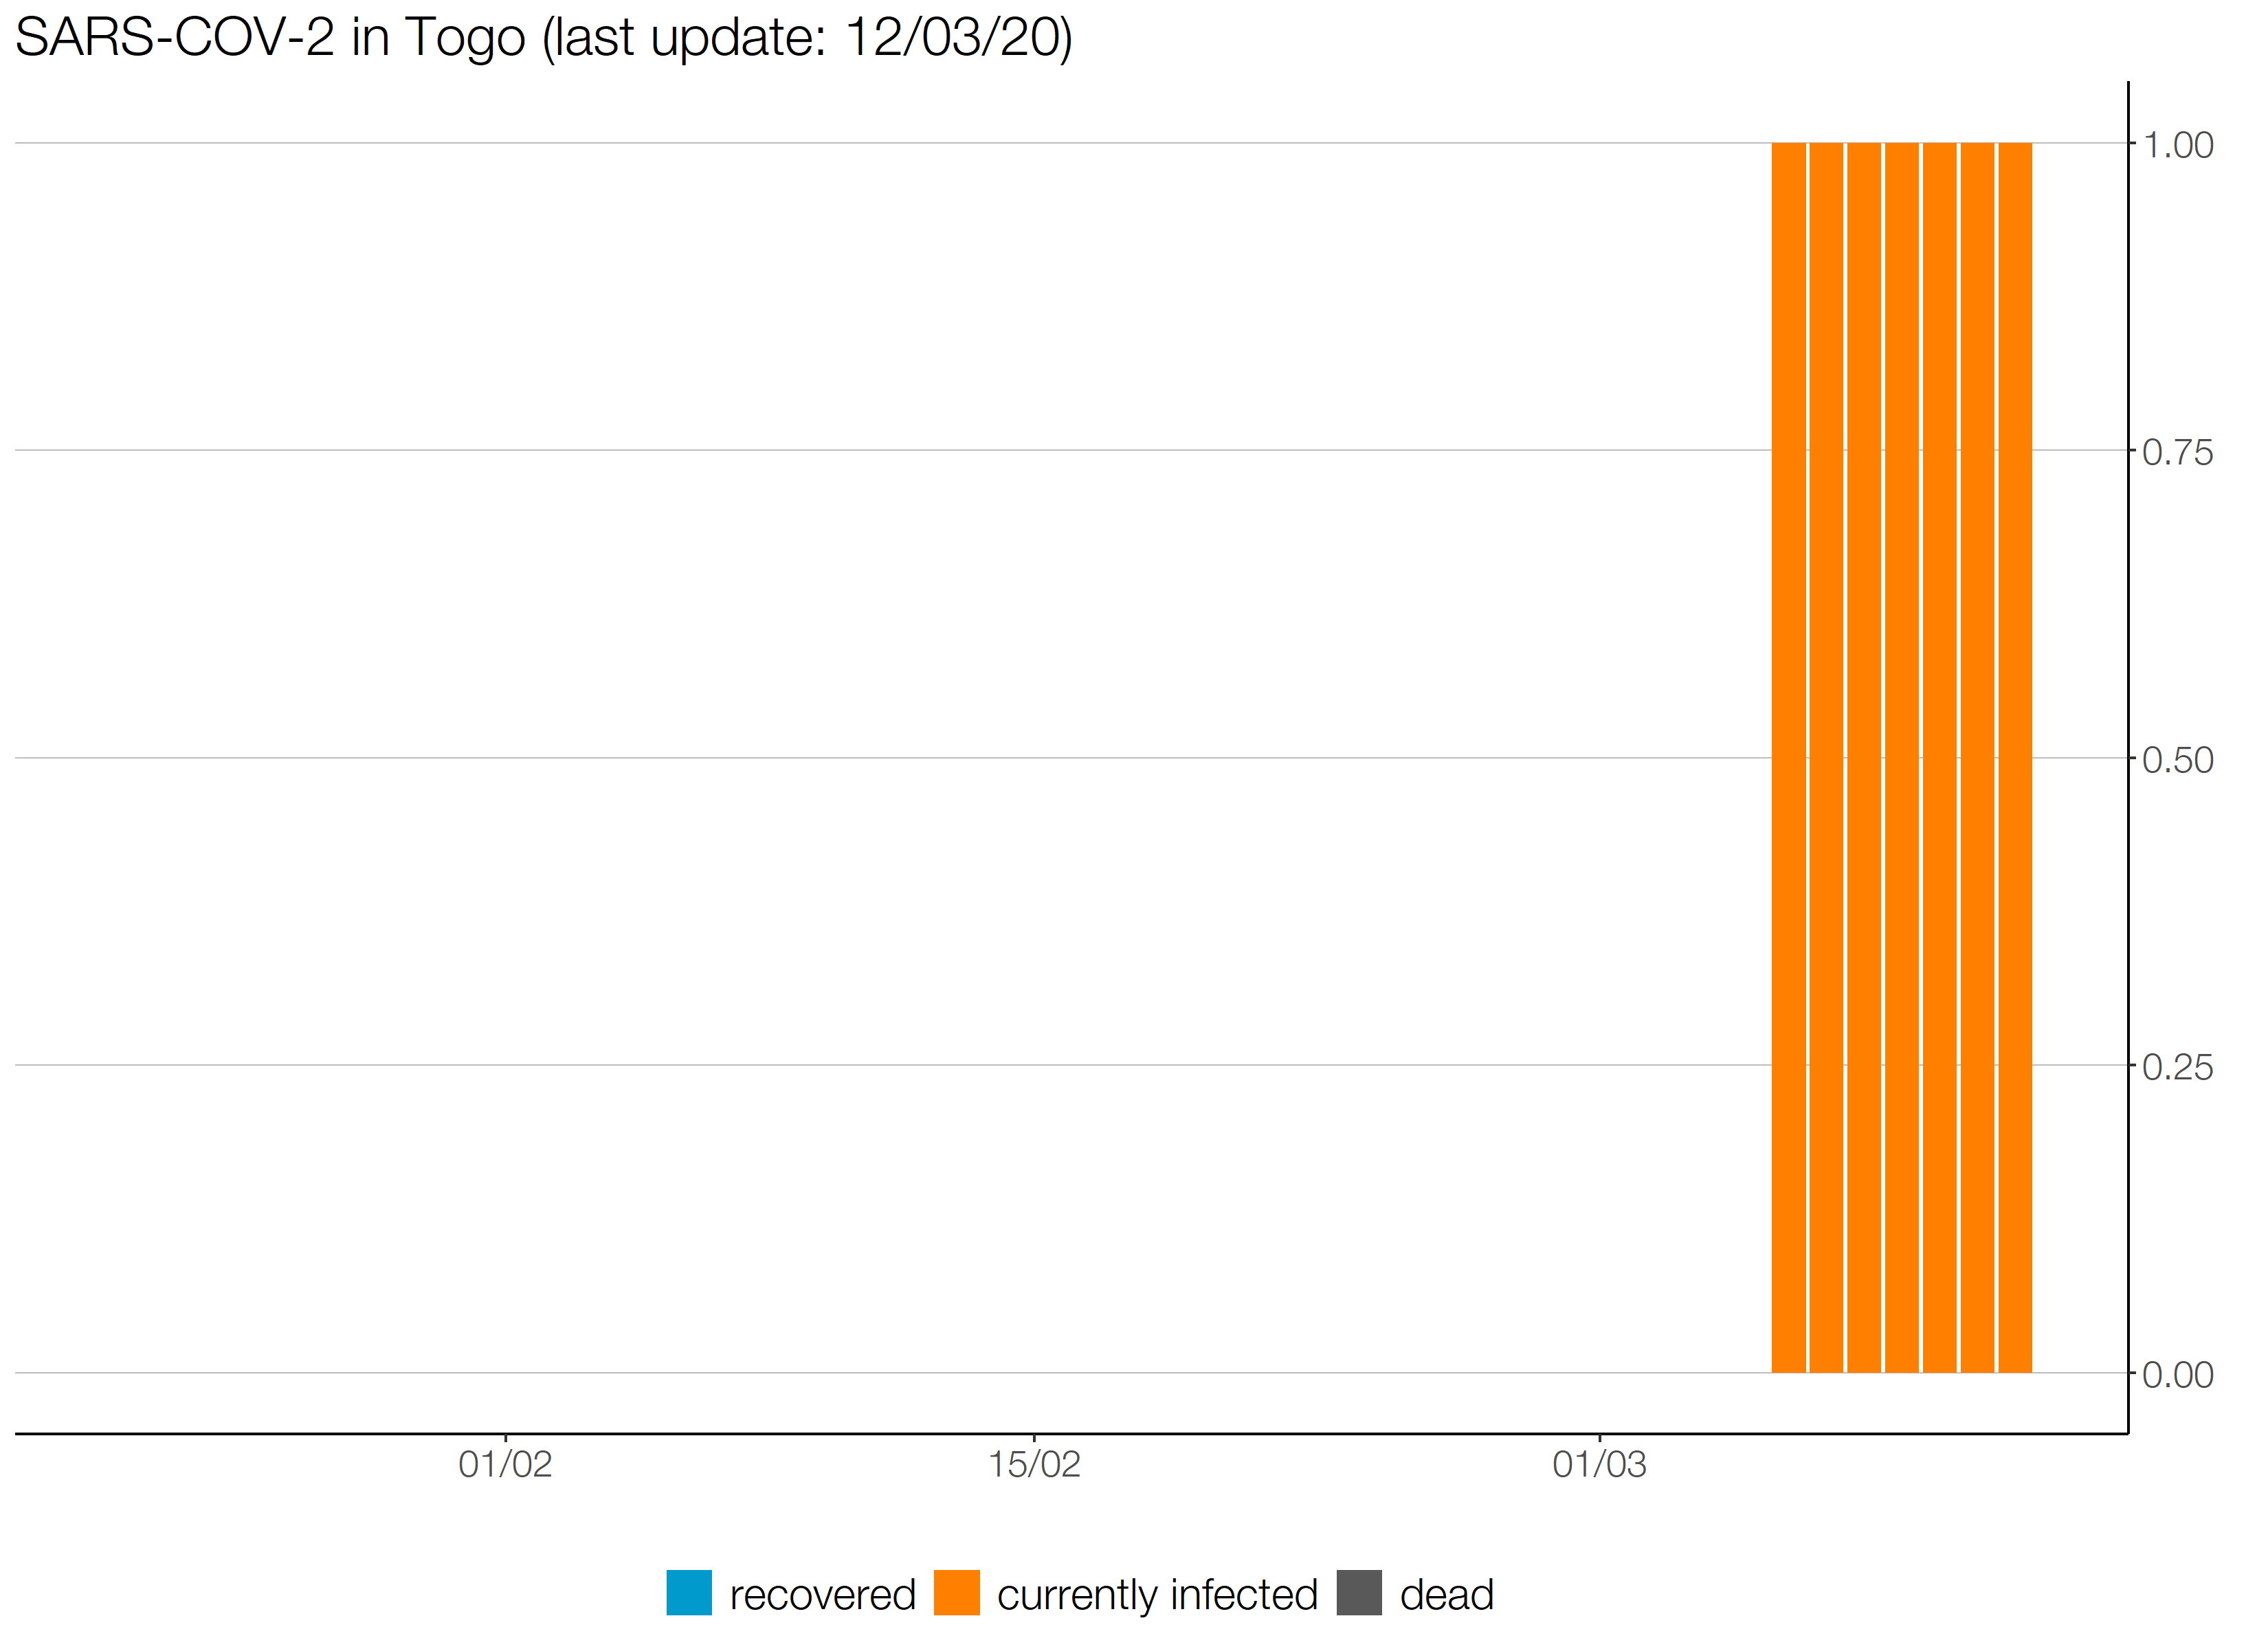 SARS-COV-2 in Togo (last update: 12/03/20)
1.00
0.75
0.50
0.25
0.00
01/02 15/02 01/03
recovered currently infected dead